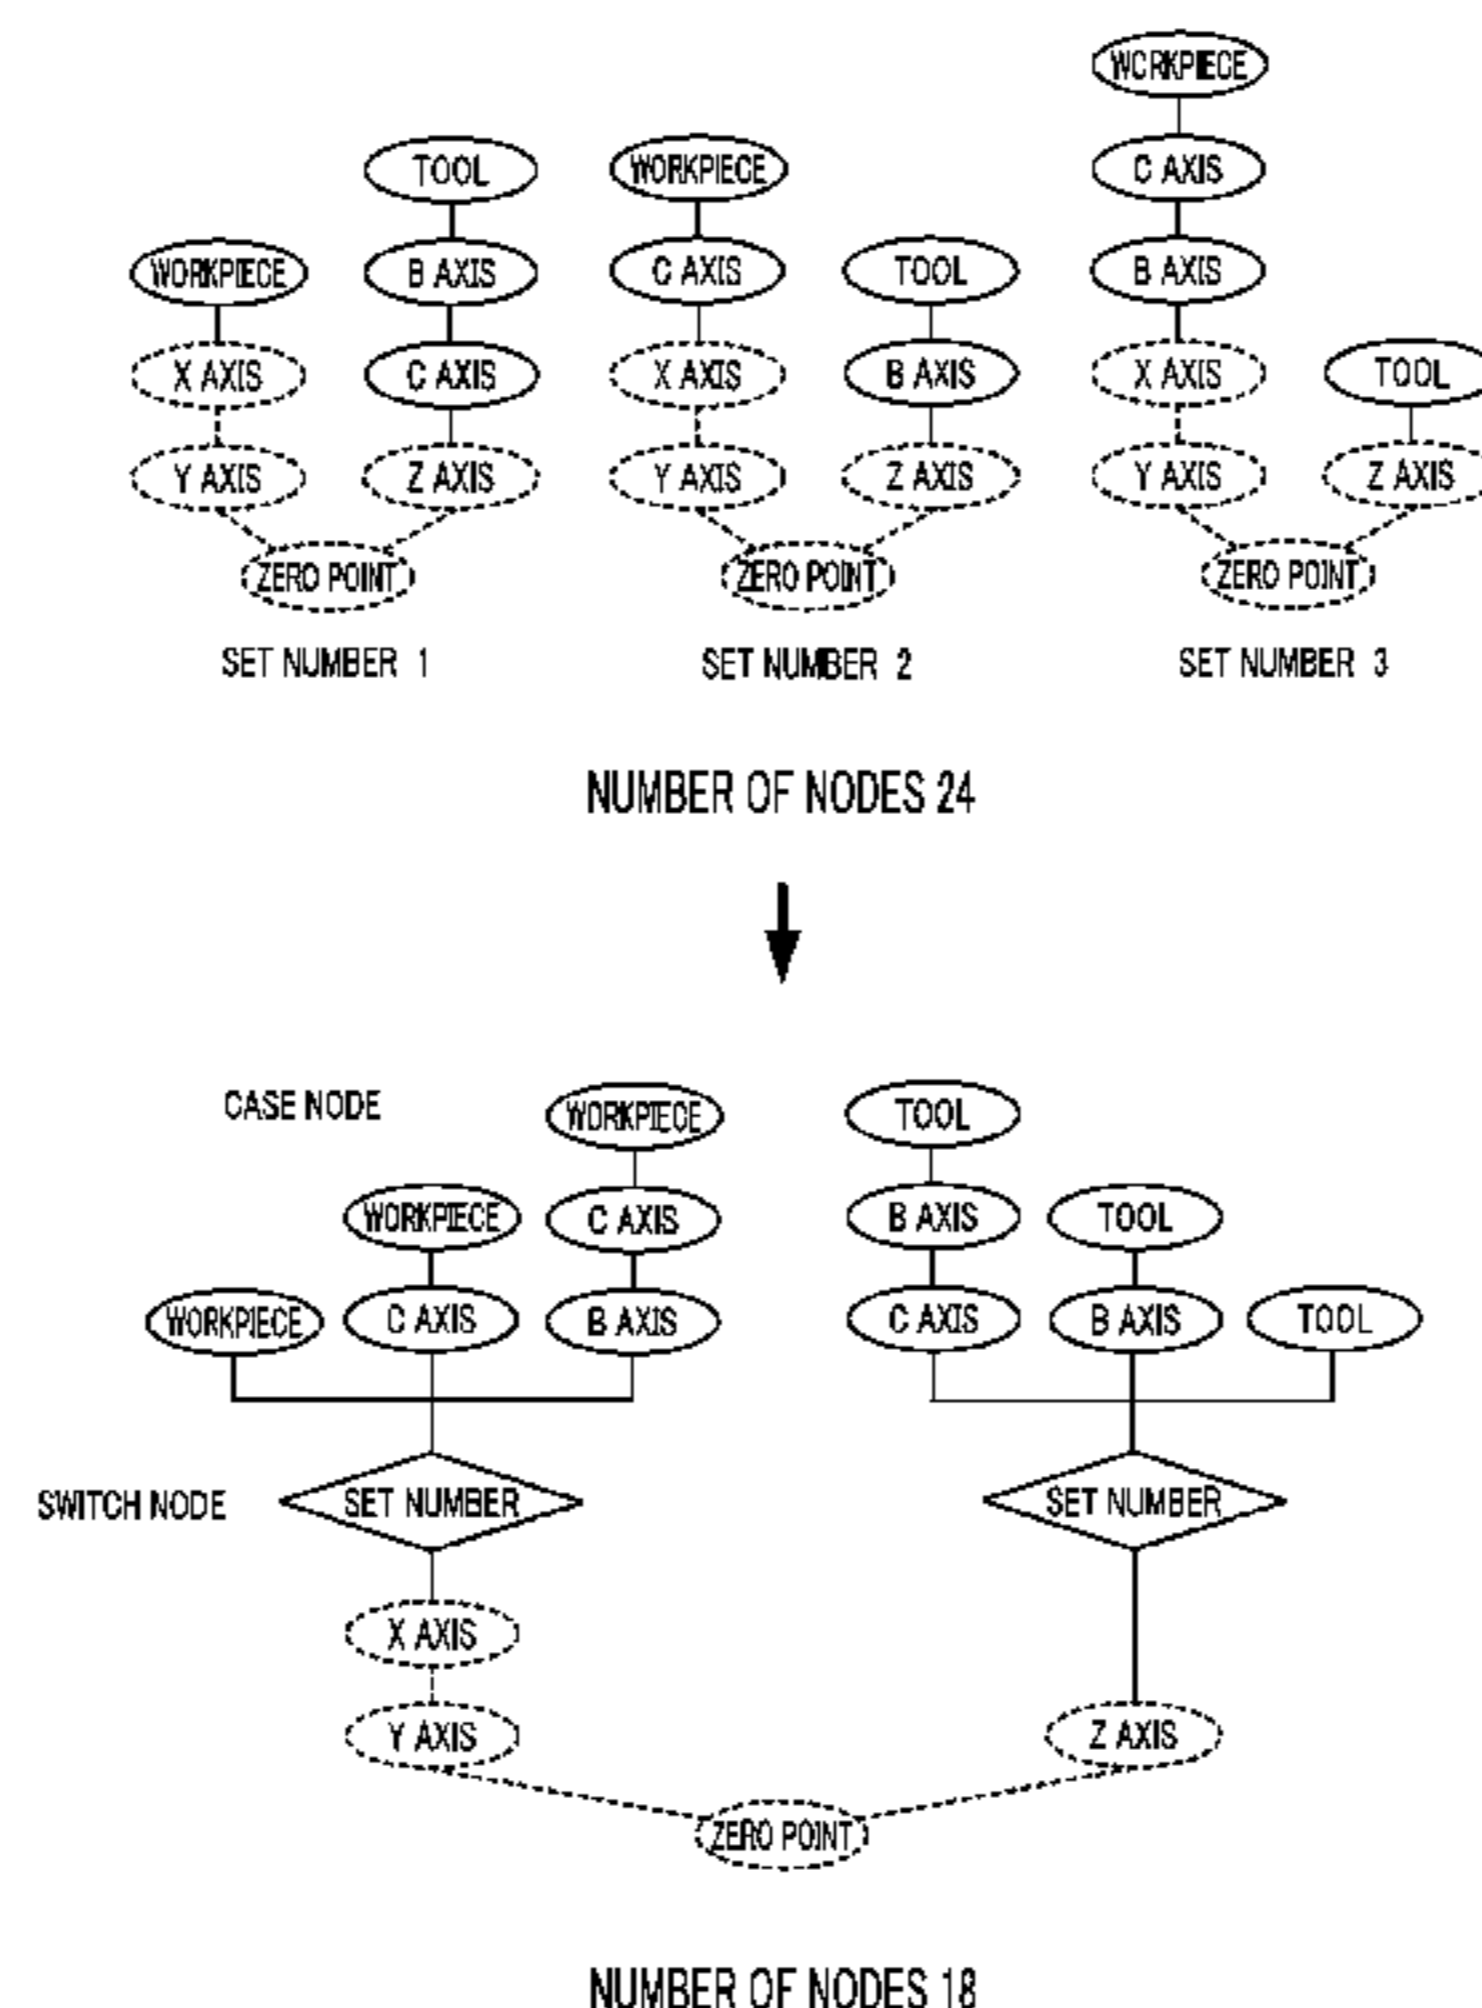 WORKPIECE
TOOL WORKPIECE C AXIS
WORKPIECE B AXIS C AXIS TOOL B AXIS
X AXIS C AXIS X AXIS B AXIS X AXIS TOOL
Y AXIS Z AXIS Y AXIS Z AXIS Y AXIS Z AXIS
ZERO POINT ZERO POINT ZERO POINT
SET NUMBER 1 SET NUMBER 2 SET NUMBER 3
NUMBER OF NODES 24
CASE NODE WORKPIECE TOOL
WORKPIECE C AXIS B AXIS TOOL
WORKPIECE C AXIS B AXIS C AXIS B AXIS TOOL
SWITCH NODE SET NUMBER SET NUMBER
X AXIS
Y AXIS Z AXIS
ZERO POINT
NUMBER OF NODES 18